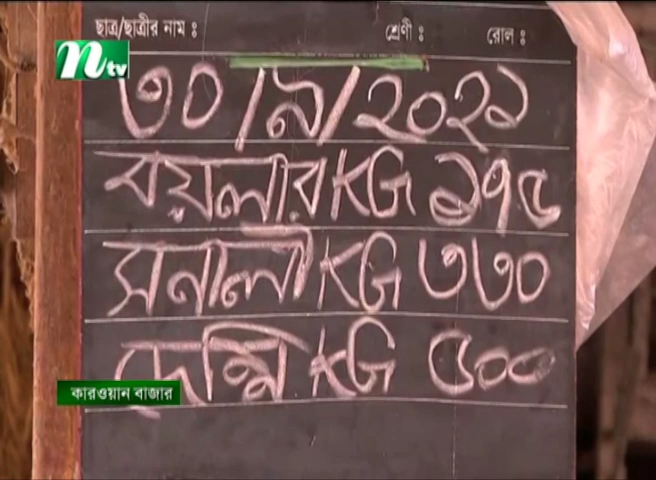 ছাত্র/ছাত্রীর নাম : শ্রেণী : রোল :
ntv
৩০/৯/২০২১
বয়লার KG ১৭৫
সনালী KG ৩৩০
দেশি KG ৫০০
কারওয়ান বাজার